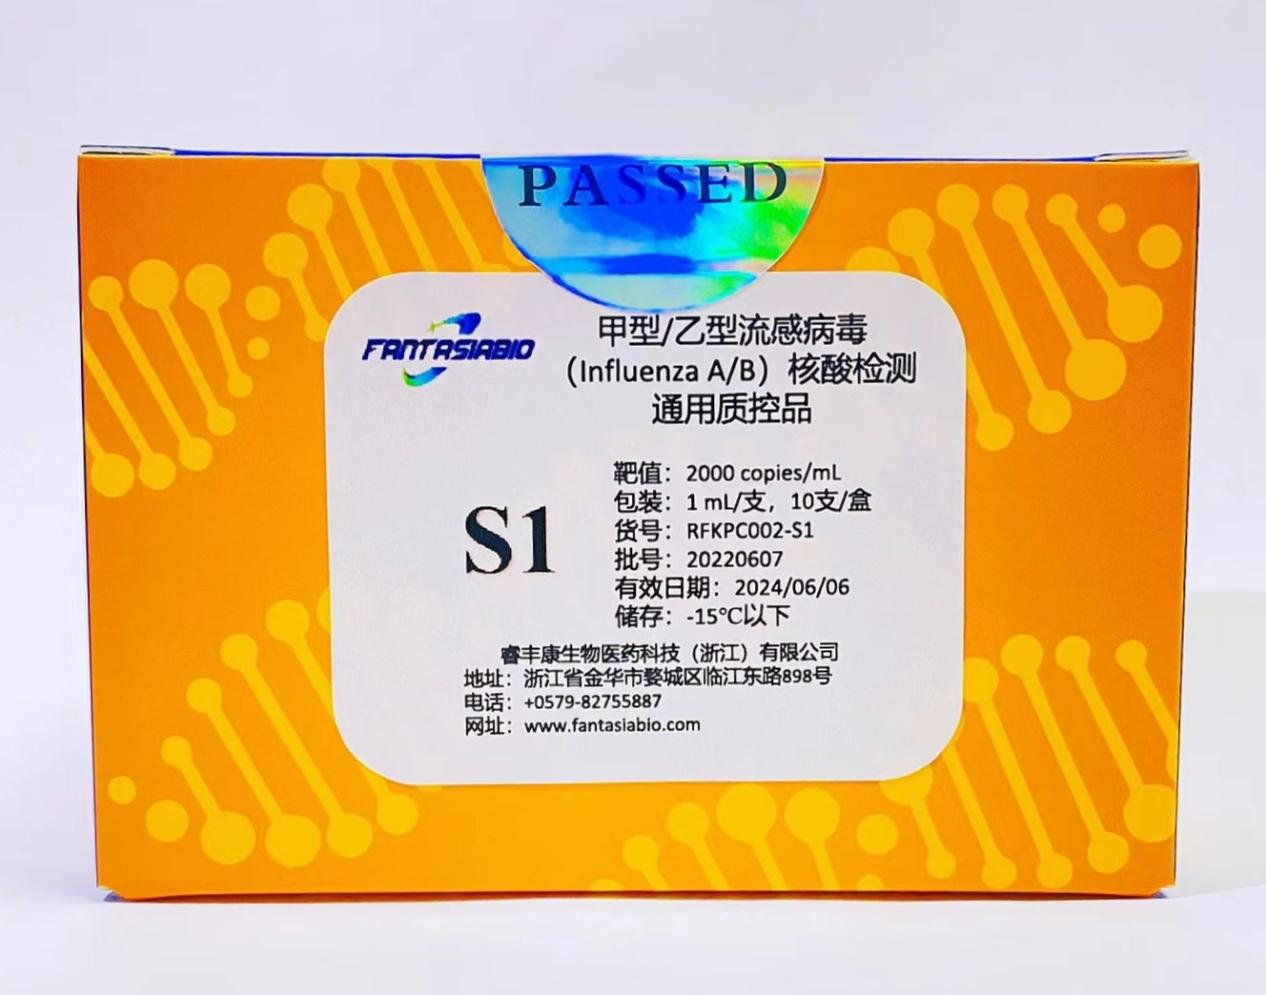 PASSED
FANTASIABIO
甲型/乙型流感病毒
（Influenza A/B）核酸检测
通用质控品
S1
靶值：2000 copies/mL
包装：1 mL/支，10支/盒
货号：RFKPC002-S1
批号：20220607
有效日期：2024/06/06
储存：-15℃以下
睿丰康生物医药科技（浙江）有限公司
地址：浙江省金华市婺城区临江东路898号
电话：+0579-82755887
网址：www.fantasiabio.com